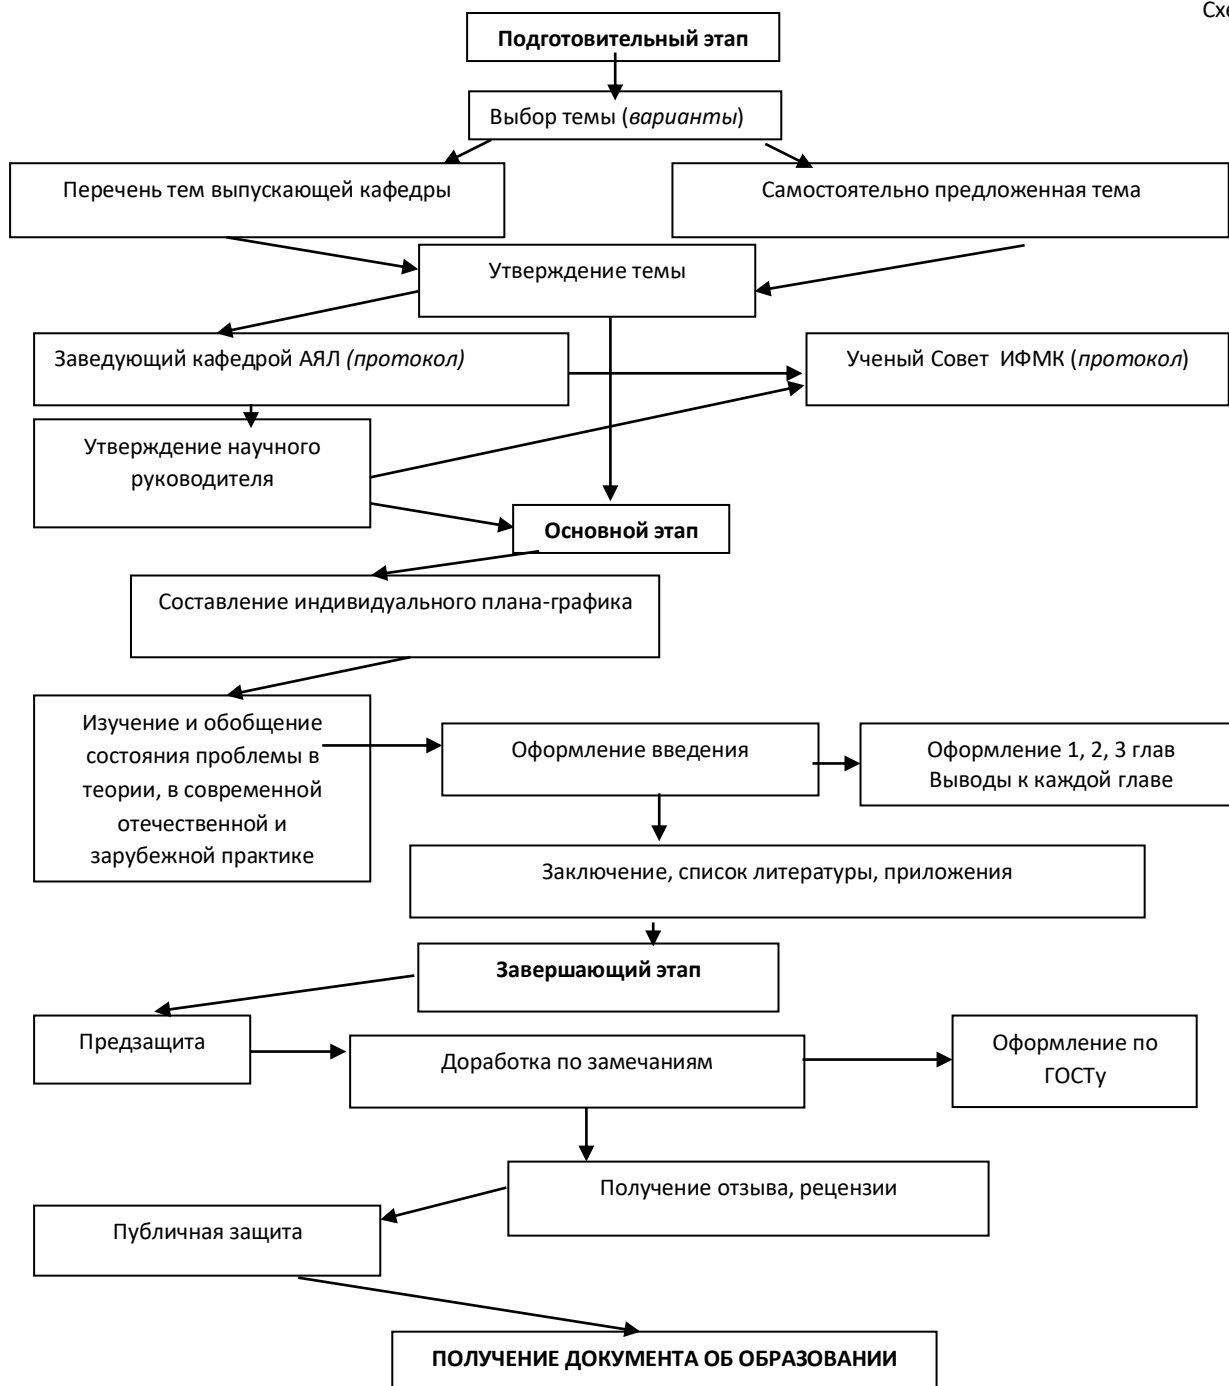 Схе
Подготовительный этап
Выбор темы (варианты)
Перечень тем выпускающей кафедры
Самостоятельно предложенная тема
Утверждение темы
Заведующий кафедрой АЯЛ (протокол)
Ученый Совет ИФМК (протокол)
Утверждение научного
руководителя
Основной этап
Составление индивидуального плана-графика
Изучение и обобщение
состояния проблемы в
теории, в современной
отечественной и
зарубежной практике
Оформление введения
Оформление 1, 2, 3 глав
Выводы к каждой главе
Заключение, список литературы, приложения
Завершающий этап
Предзащита
Доработка по замечаниям
Оформление по
ГОСТу
Получение отзыва, рецензии
Публичная защита
ПОЛУЧЕНИЕ ДОКУМЕНТА ОБ ОБРАЗОВАНИИ